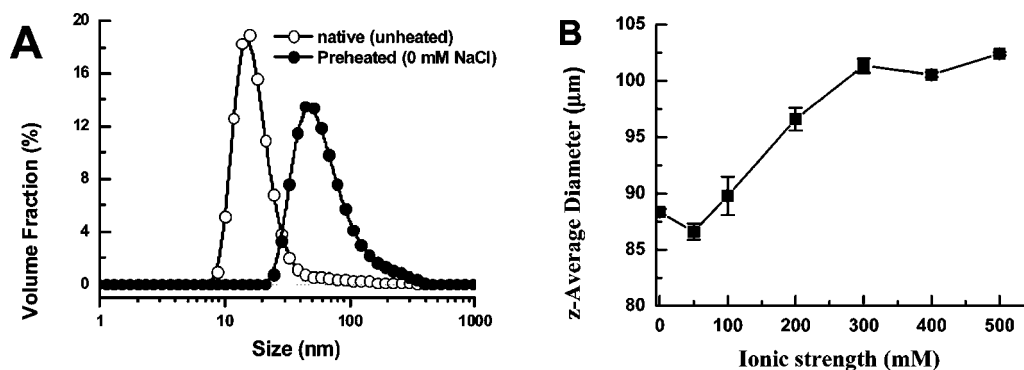 A
20
16
12
8
4
0
Volume Fraction (%)
native (unheated)
Preheated (0 mM NaCl)
1
10
100
1000
Size (nm)
B
105
100
95
90
85
80
z-Average Diameter (μm)
0
100
200
300
400
500
Ionic strength (mM)